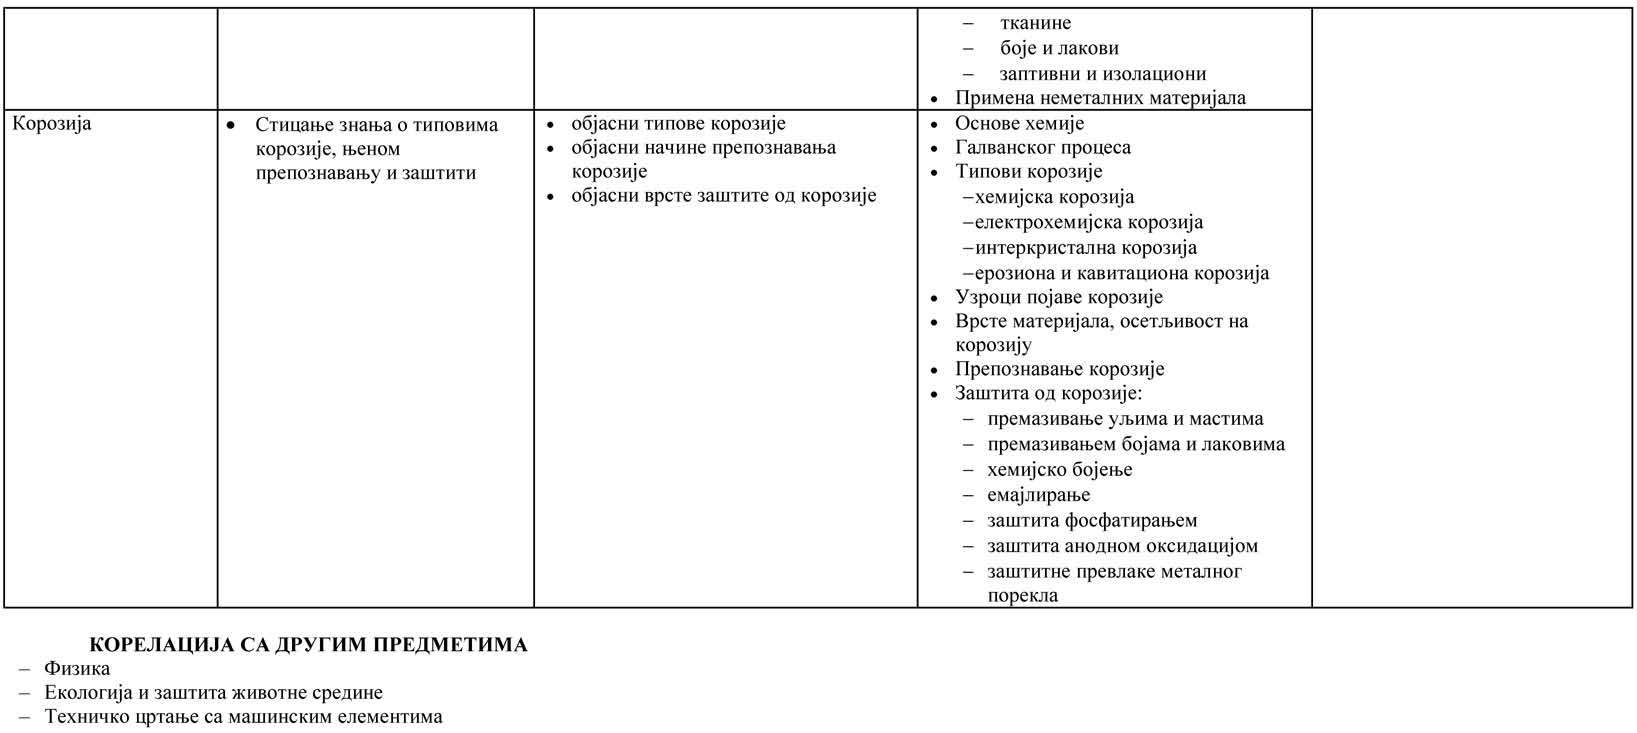 – тканине
– боје и лакови
– заптивни и изолациони
• Примена неметалних материјала
Корозија
• Стицање знања о типовима
корозије, њеном
препознавању и заштити
• објасни типове корозије
• објасни начине препознавања
корозије
• објасни врсте заштите од корозије
• Основе хемије
• Галванског процеса
• Типови корозије
–хемијска корозија
–електрохемијска корозија
–интеркристална корозија
–ерозиона и кавитациона корозија
• Узроци појаве корозије
• Врсте материјала, осетљивост на
корозију
• Препознавање корозије
• Заштита од корозије:
– премазивање уљима и мастима
– премазивањем бојама и лаковима
– хемијско бојење
– емајлирање
– заштита фосфатирањем
– заштита анодном оксидацијом
– заштитне превлаке металног
порекла
КОРЕЛАЦИЈА СА ДРУГИМ ПРЕДМЕТИМА
– Физика
– Екологија и заштита животне средине
– Техничко цртање са машинским елементима